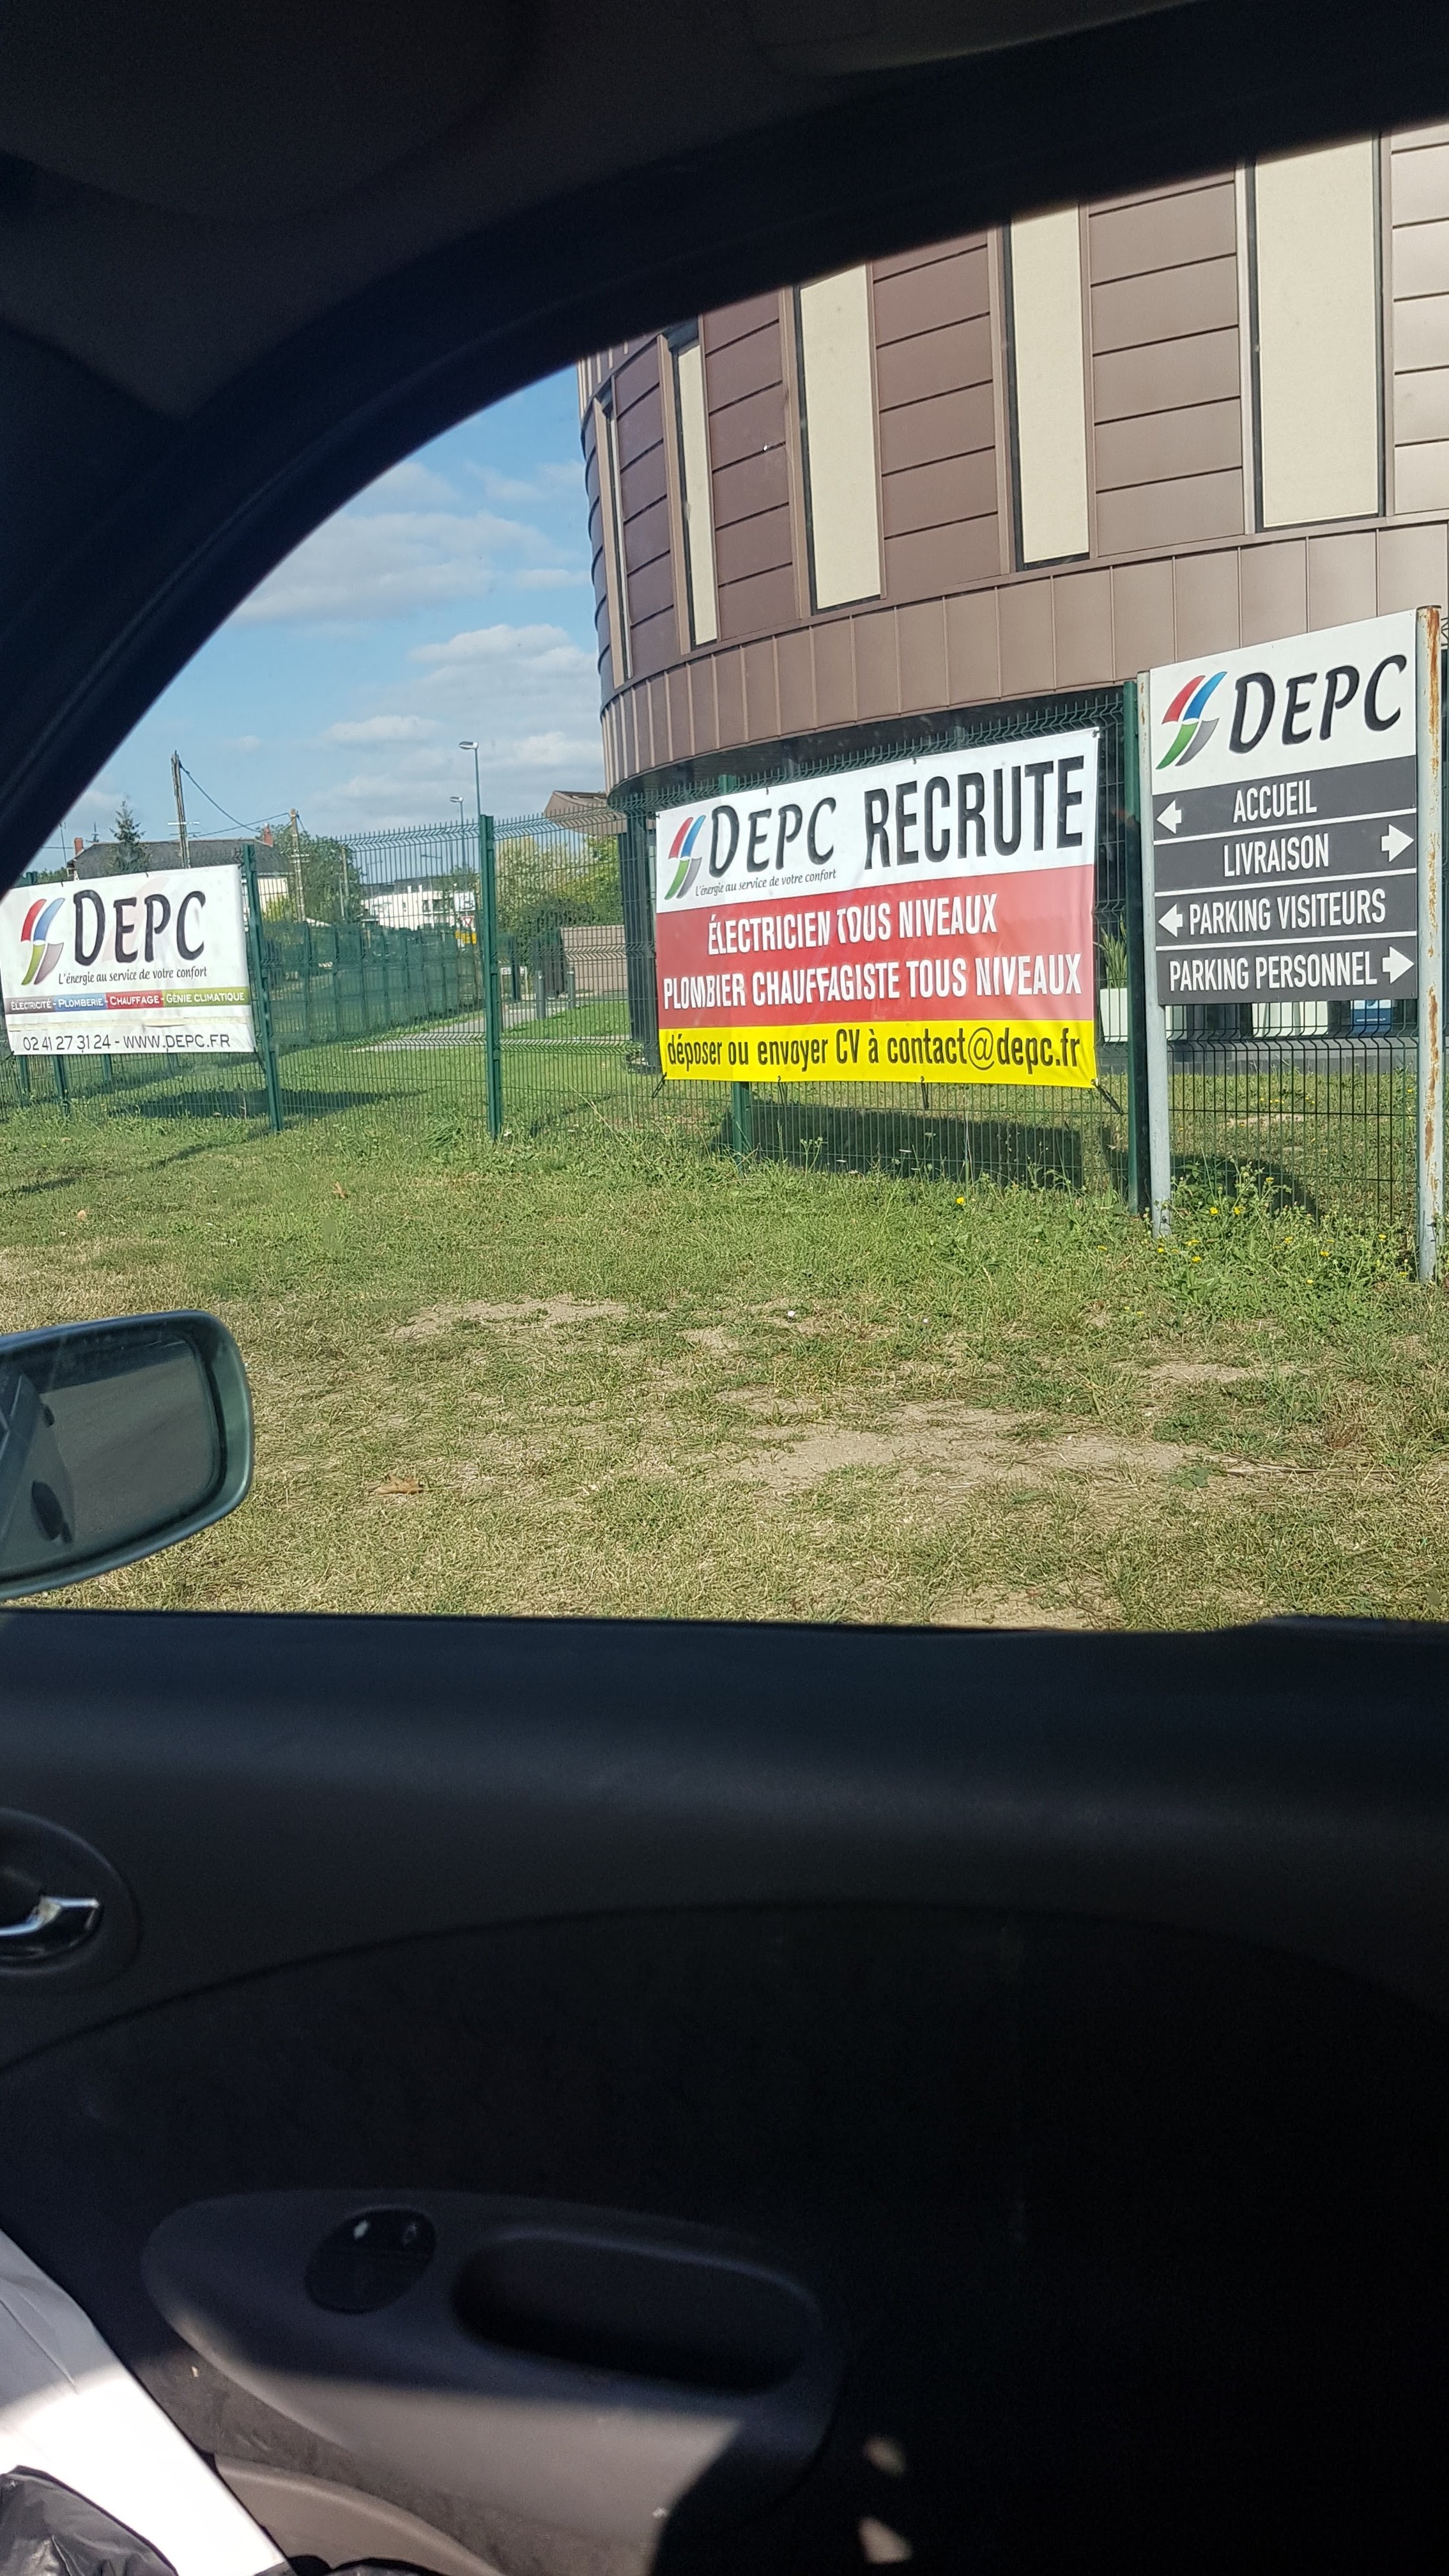 DEPC
L'énergie au service de votre confort
ÉLECTRICITÉ - PLOMBERIE - CHAUFFAGE - GÉNIE CLIMATIQUE
02 41 27 31 24 - WWW.DEPC.FR
DEPC RECRUTE
L'énergie au service de votre confort
ÉLECTRICIEN TOUS NIVEAUX
PLOMBIER CHAUFFAGISTE TOUS NIVEAUX
déposer ou envoyer CV à contact@depc.fr
DEPC
ACCUEIL
LIVRAISON
PARKING VISITEURS
PARKING PERSONNEL